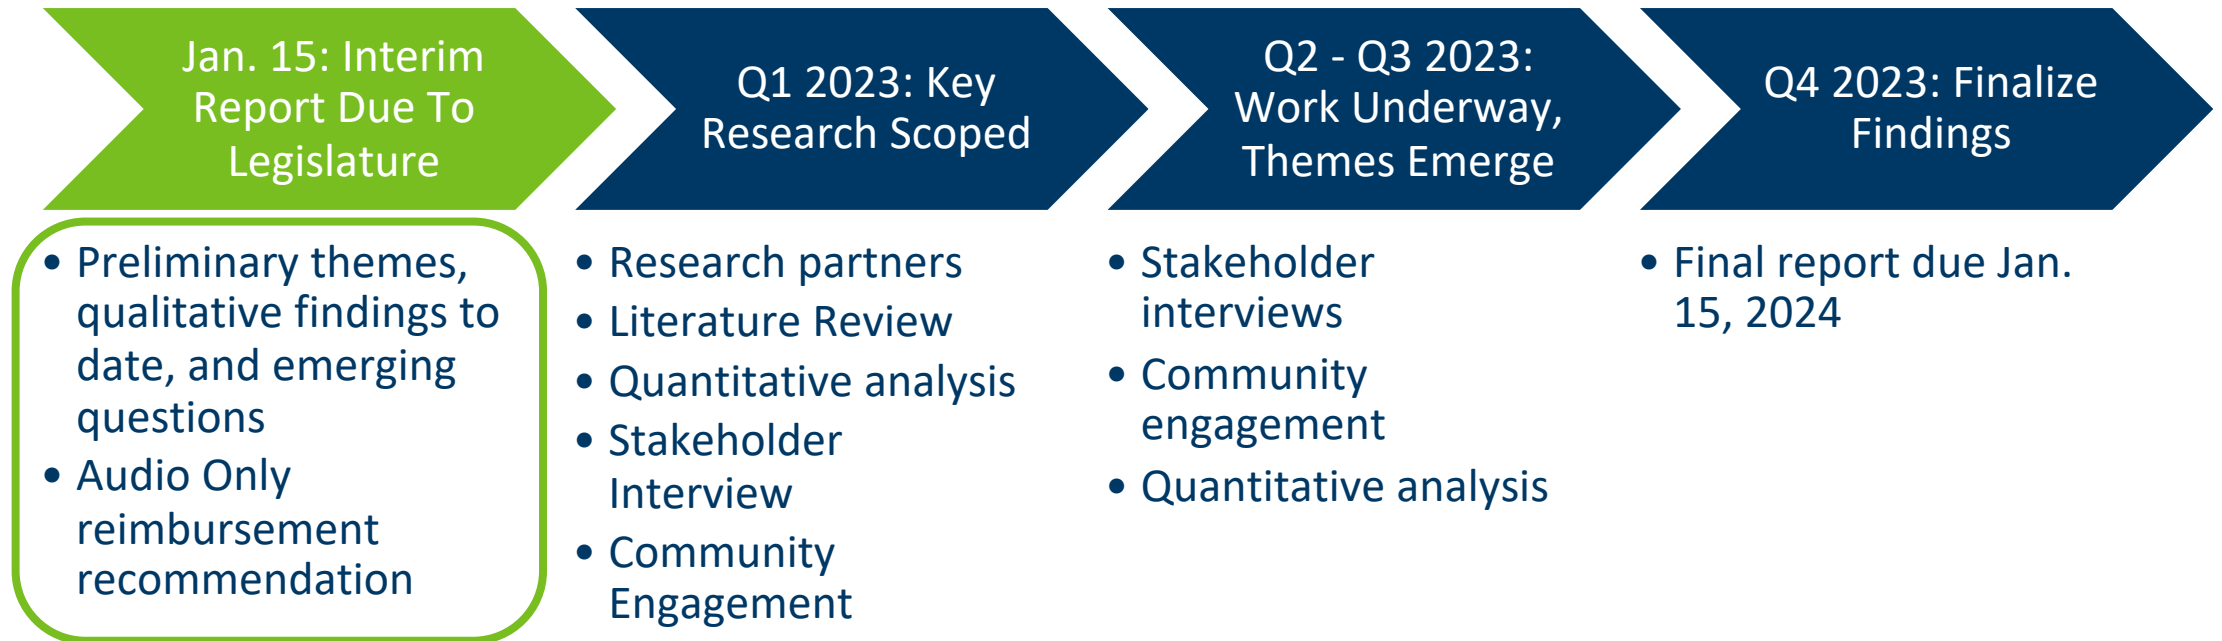 Jan. 15: Interim
Report Due To
Legislature
• Preliminary themes,
qualitative findings to
date, and emerging
questions
• Audio Only
reimbursement
recommendation
Q1 2023: Key
Research Scoped
• Research partners
• Literature Review
• Quantitative analysis
• Stakeholder
Interview
• Community
Engagement
Q2 - Q3 2023:
Work Underway,
Themes Emerge
• Stakeholder
interviews
• Community
engagement
• Quantitative analysis
Q4 2023: Finalize
Findings
• Final report due Jan.
15, 2024